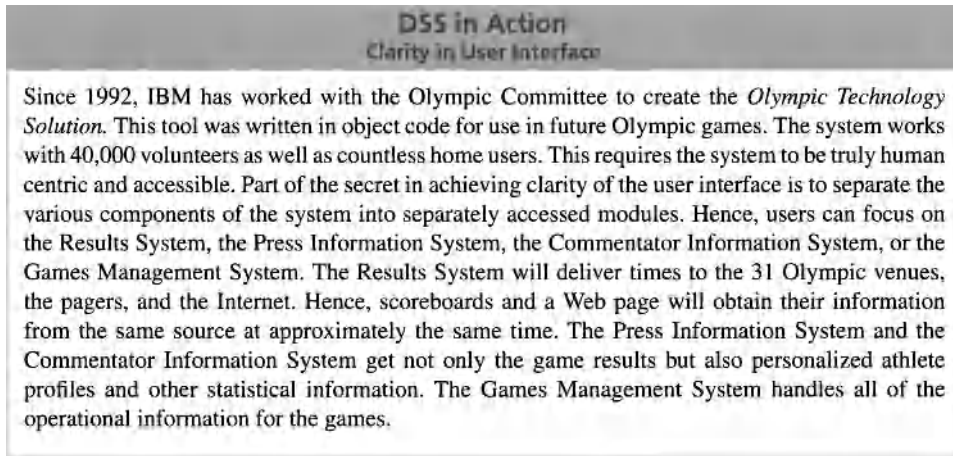 DSS in Action
Clarity in User Interface
Since 1992, IBM has worked with the Olympic Committee to create the Olympic Technology
Solution. This tool was written in object code for use in future Olympic games. The system works
with 40,000 volunteers as well as countless home users. This requires the system to be truly human
centric and accessible. Part of the secret in achieving clarity of the user interface is to separate the
various components of the system into separately accessed modules. Hence, users can focus on
the Results System, the Press Information System, the Commentator Information System, or the
Games Management System. The Results System will deliver times to the 31 Olympic venues,
the pagers, and the Internet. Hence, scoreboards and a Web page will obtain their information
from the same source at approximately the same time. The Press Information System and the
Commentator Information System get not only the game results but also personalized athlete
profiles and other statistical information. The Games Management System handles all of the
operational information for the games.